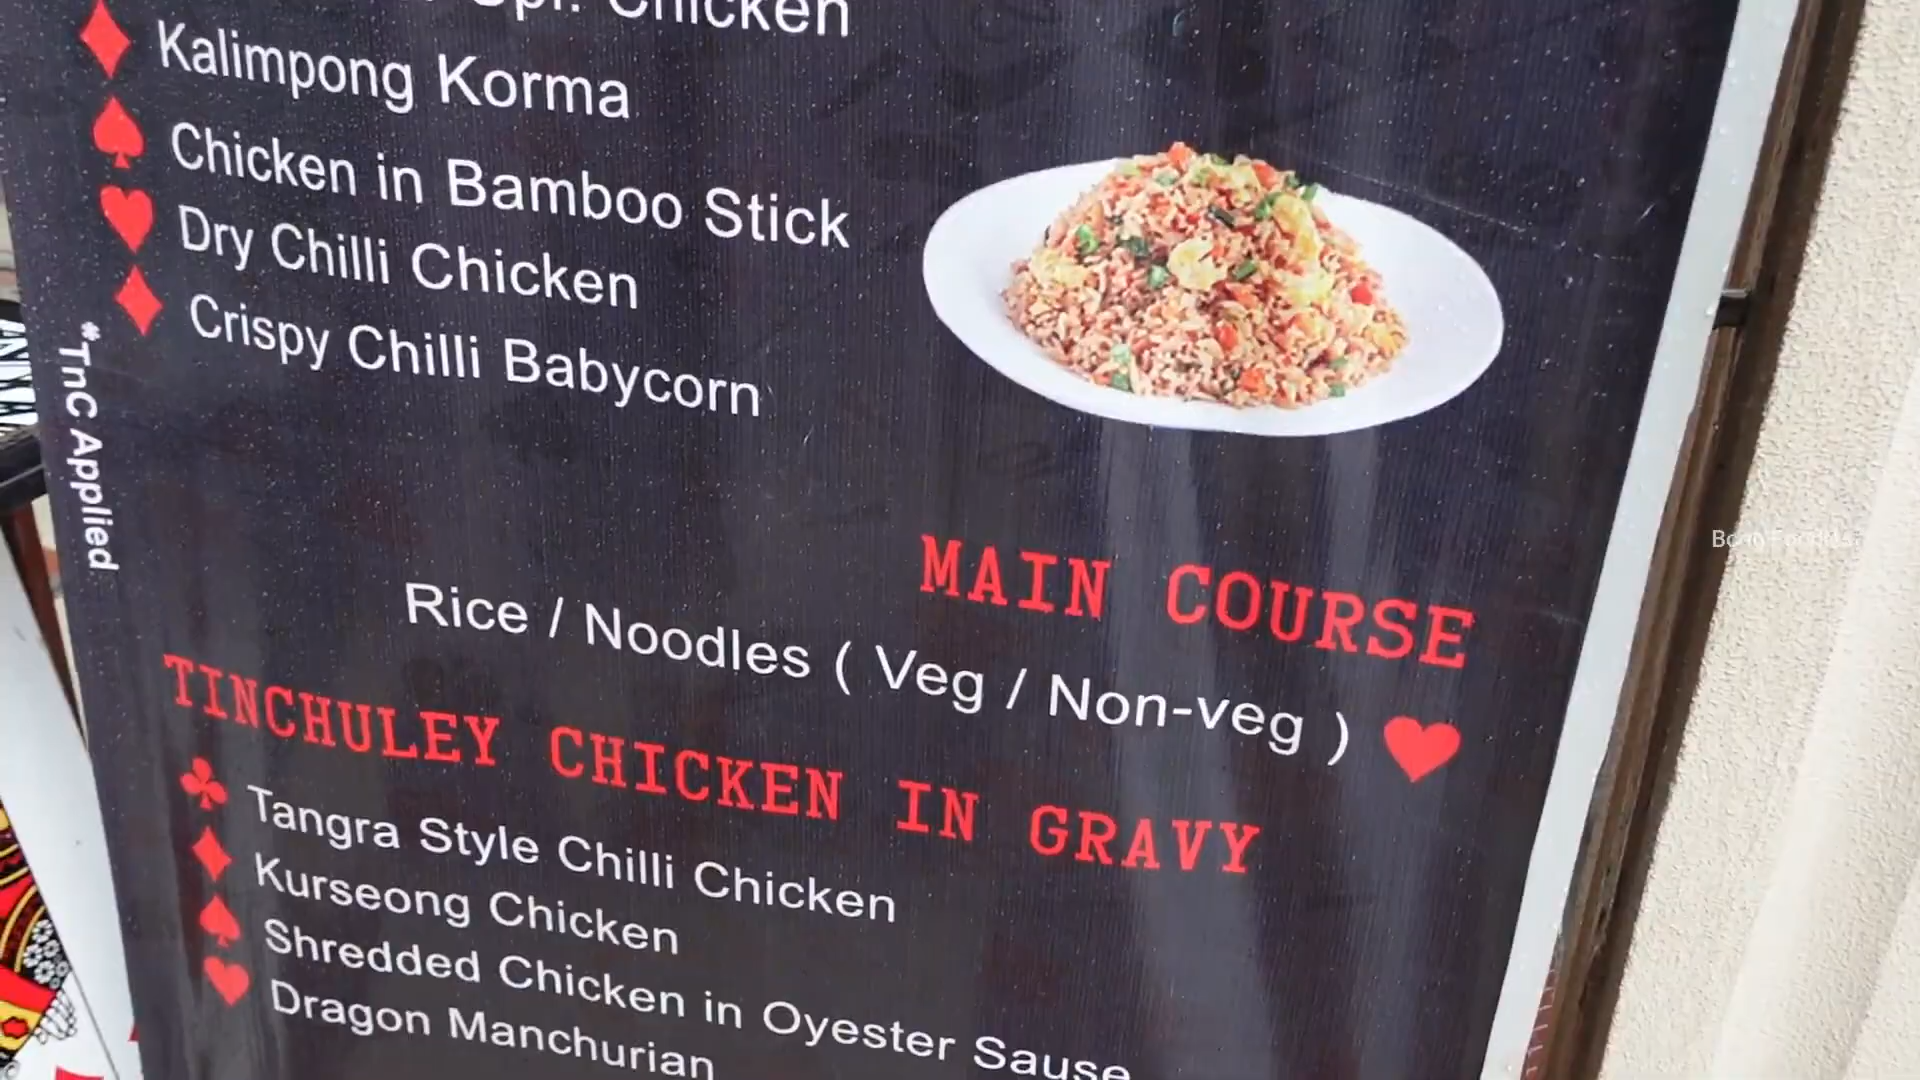 Chicken
Kalimpong Korma
Chicken in Bamboo Stick
Dry Chilli Chicken
Crispy Chilli Babycorn
*TnC Applied
MAIN COURSE
Rice / Noodles ( Veg / Non-veg )
TINCHULEY CHICKEN IN GRAVY
Tangra Style Chilli Chicken
Kurseong Chicken
Shredded Chicken in Oyester Sause
Dragon Manchurian